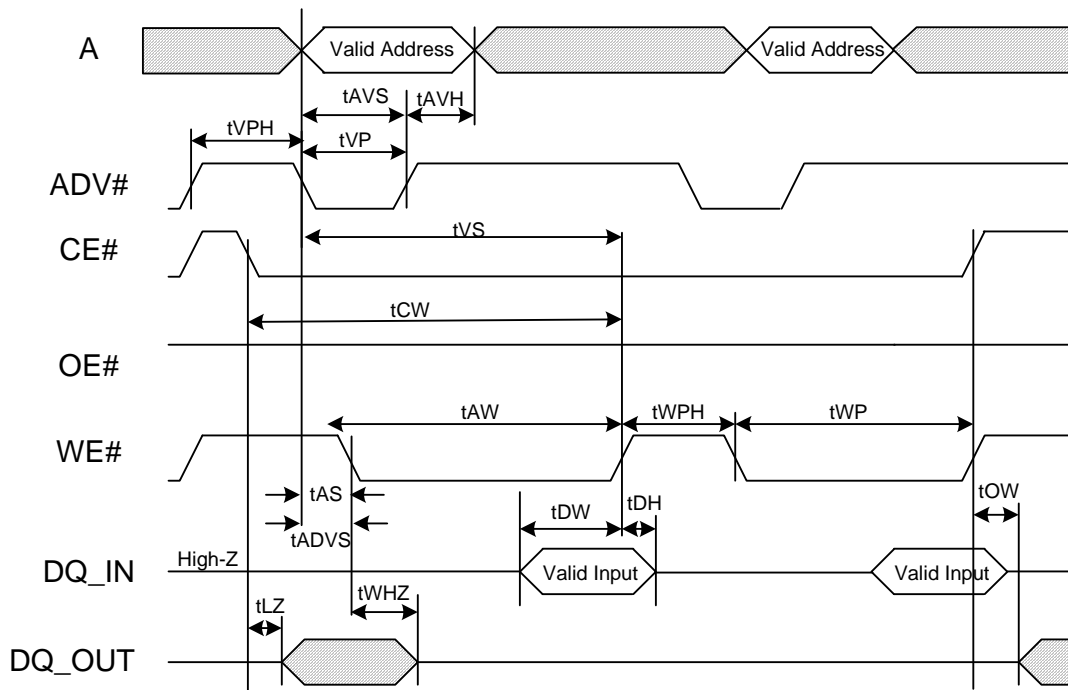 A
Valid Address
Valid Address
tAVS
tAVH
tVPH
tVP
ADV#
CE#
tVS
tCW
OE#
tAW
tWPH
tWP
WE#
tAS
tADVS
tDW
tDH
tOW
High-Z
DQ_IN
Valid Input
Valid Input
tWHZ
tLZ
DQ_OUT